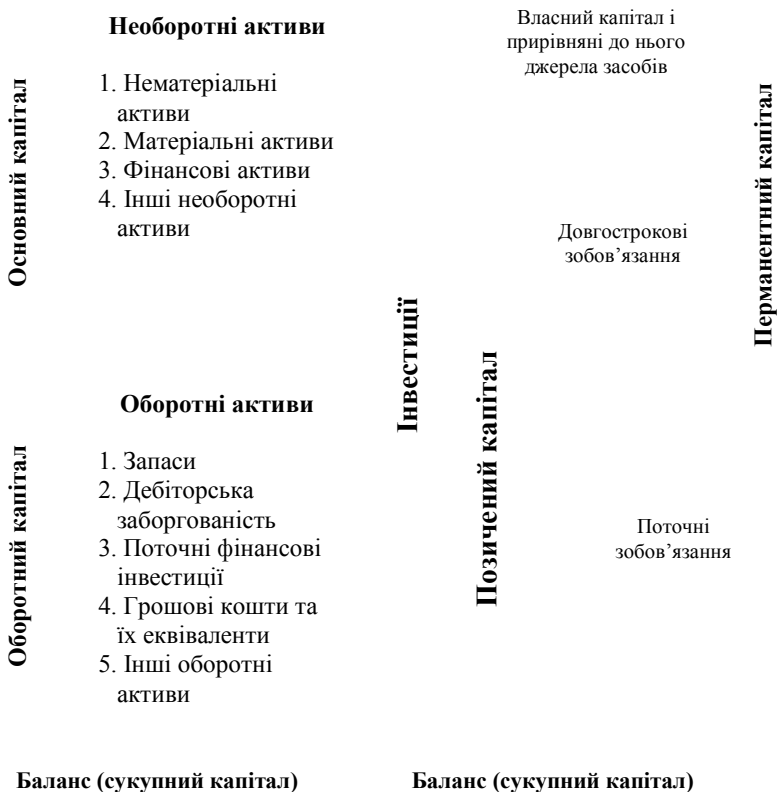 Основний капітал
Необоротні активи
1. Нематеріальні
активи
2. Матеріальні активи
3. Фінансові активи
4. Інші необоротні
активи
Оборотний капітал
Оборотні активи
1. Запаси
2. Дебіторська
заборгованість
3. Поточні фінансові
інвестиції
4. Грошові кошти та
їх еквіваленти
5. Інші оборотні
активи
Баланс (сукупний капітал)
Інвестиції
Власний капітал і
прирівняні до нього
джерела засобів
Позичений капітал
Довгострокові
зобов’язання
Поточні
зобов’язання
Перманентний капітал
Баланс (сукупний капітал)